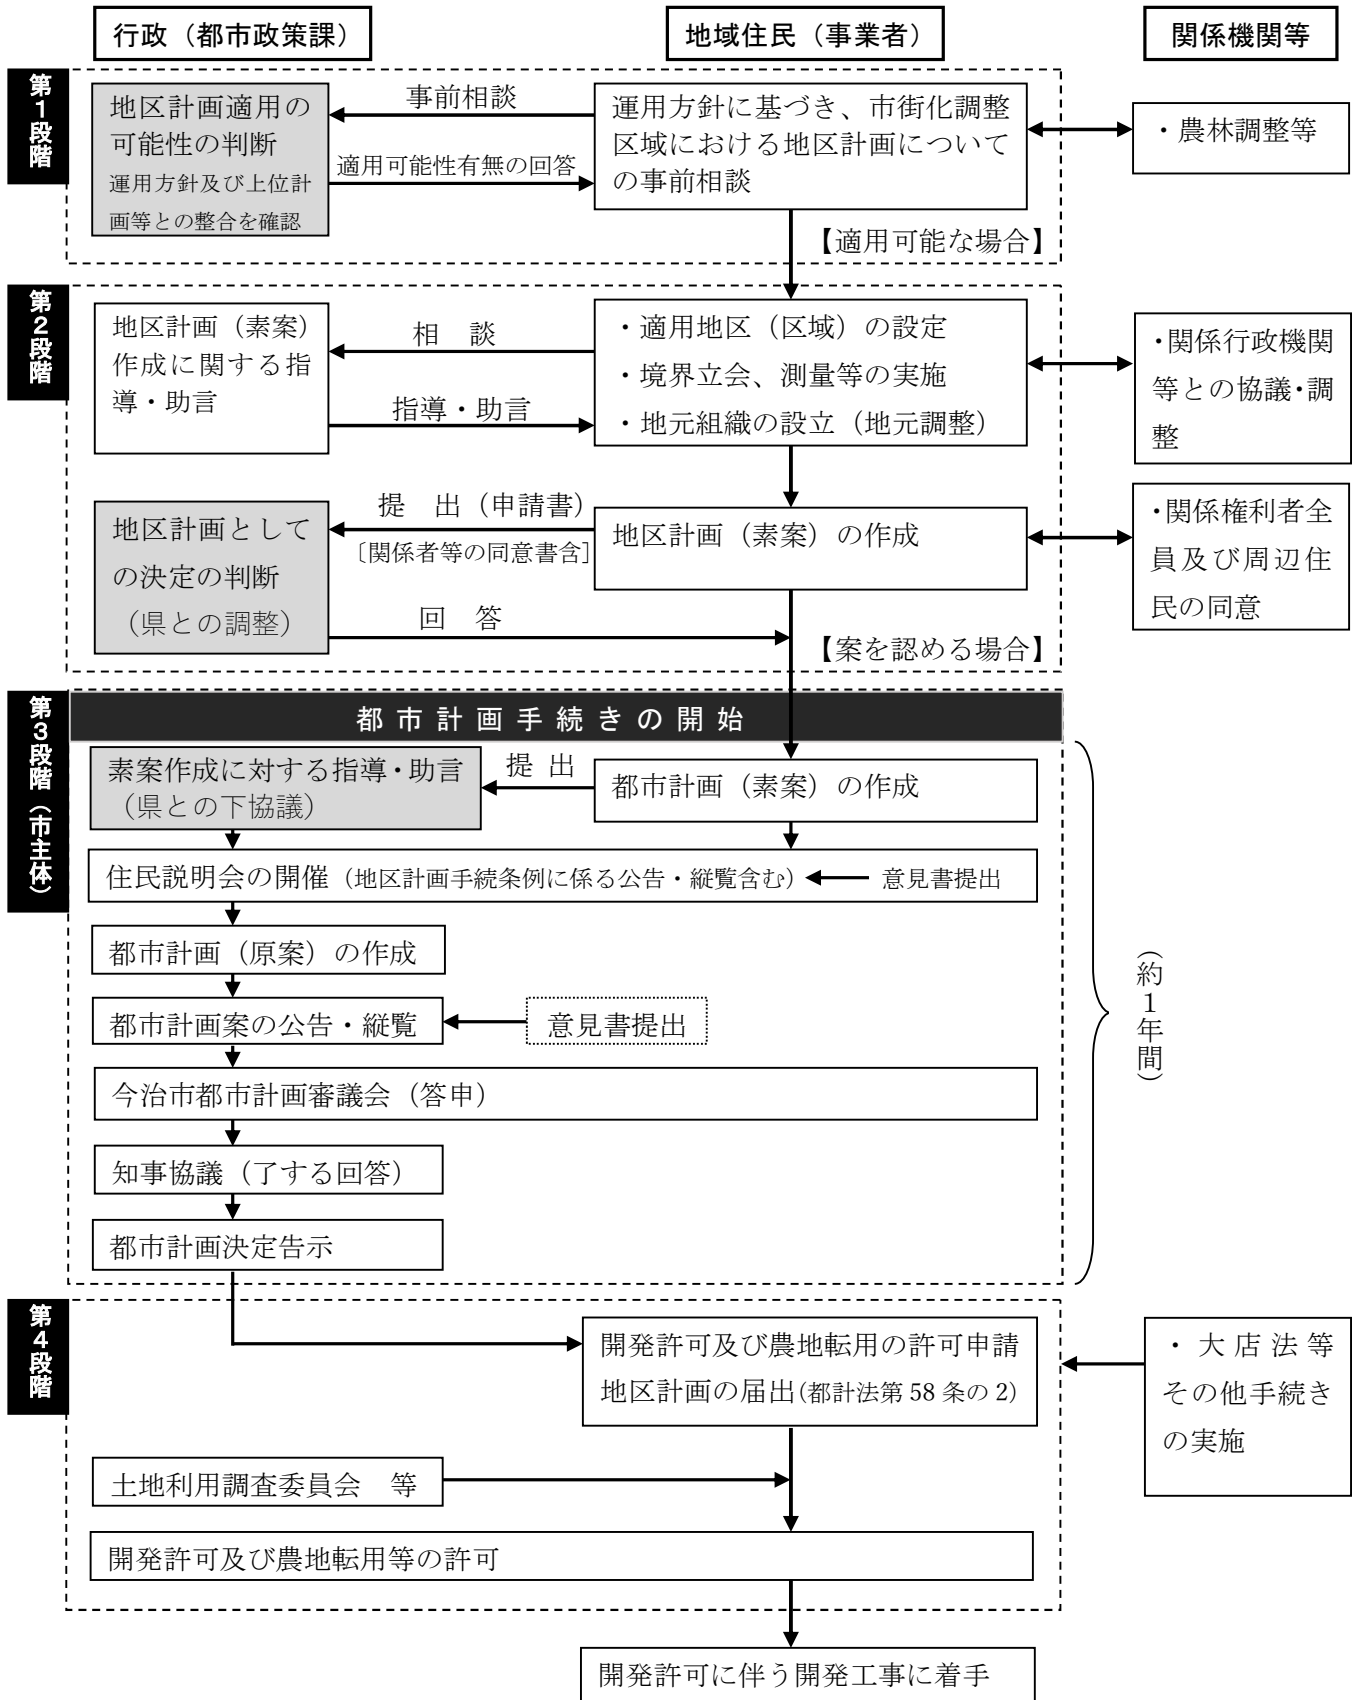 行政（都市政策課）
地域住民（事業者）
関係機関等
第1段階
地区計画適用の
可能性の判断
運用方針及び上位計
画等との整合を確認
事前相談
適用可能性有無の回答
運用方針に基づき、市街化調整
区域における地区計画について
の事前相談
・農林調整等
【適用可能な場合】
第2段階
地区計画（素案）
作成に関する指
導・助言
相　談
指導・助言
・適用地区（区域）の設定
・境界立会、測量等の実施
・地元組織の設立（地元調整）
・関係行政機関
等との協議・調
整
地区計画として
の決定の判断
（県との調整）
提　出（申請書）
［関係者等の同意書含］
回　答
地区計画（素案）の作成
・関係権利者全
員及び周辺住
民の同意
【案を認める場合】
第3段階（市主体）
都市計画手続きの開始
素案作成に対する指導・助言
（県との下協議）
提 出
都市計画（素案）の作成
住民説明会の開催（地区計画手続条例に係る公告・縦覧含む）
意見書提出
都市計画（原案）の作成
都市計画案の公告・縦覧
意見書提出
今治市都市計画審議会（答申）
知事協議（了する回答）
都市計画決定告示
（約１年間）
第4段階
開発許可及び農地転用の許可申請
地区計画の届出(都計法第 58 条の 2)
・大店法等
その他手続き
の実施
土地利用調査委員会　等
開発許可及び農地転用等の許可
開発許可に伴う開発工事に着手